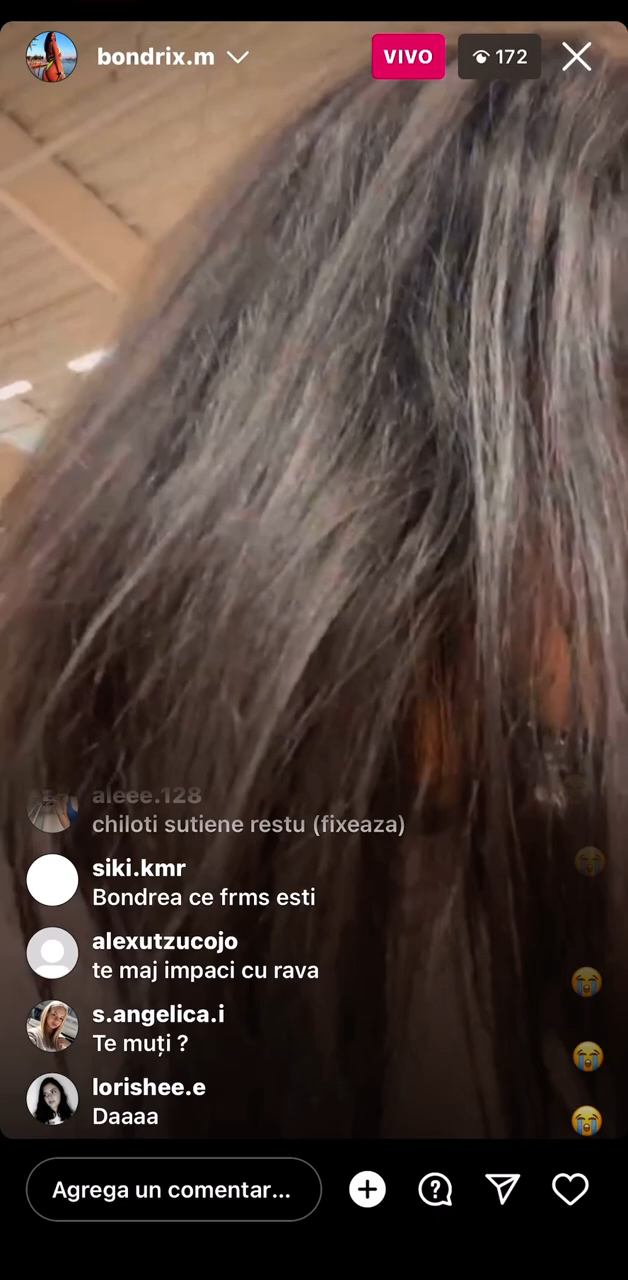 bondrix.m
VIVO
172
aleee.128
chiloti sutiene restu (fixeaza)
siki.kmr
Bondrea ce frms esti
alexutzucojo
te maj impaci cu rava
s.angelica.i
Te muți ?
lorishee.e
Daaaa
Agrega un comentar...